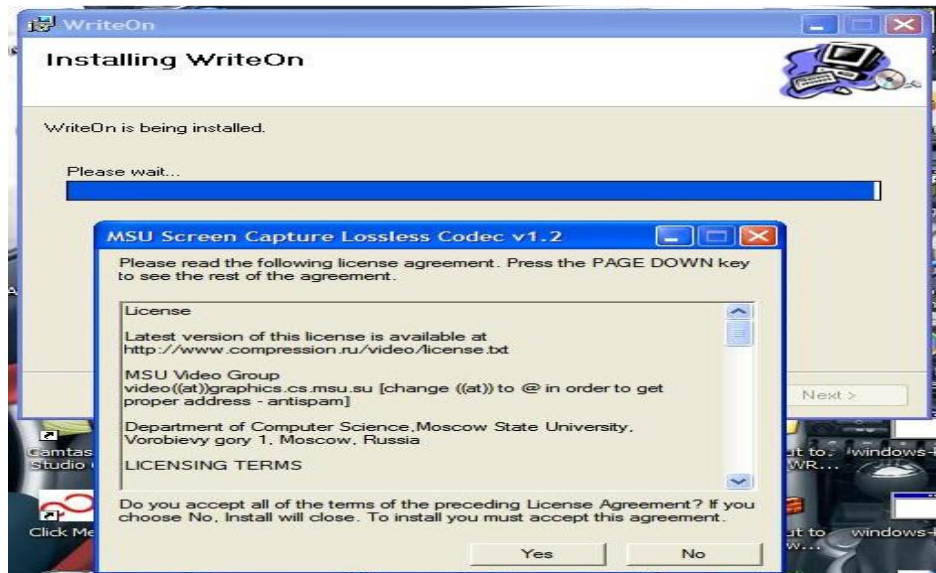 WriteOn
Installing WriteOn
WriteOn is being installed.
Please wait...
MSU Screen Capture Lossless Codec v1.2
Please read the following license agreement. Press the PAGE DOWN key
to see the rest of the agreement.
License
Latest version of this license is available at
http://www.compression.ru/video/license.txt
MSU Video Group
video((at))graphics.cs.msu.su [change ((at)) to @ in order to get
proper address - antispam]
Department of Computer Science,Moscow State University,
Vorobievy gory 1, Moscow, Russia
LICENSING TERMS
Do you accept all of the terms of the preceding License Agreement? If you
choose No, Install will close. To install you must accept this agreement.
Yes
No
Next >
Studio
Click Me
ut to
windows-
WR...
ut to
windows-
W...